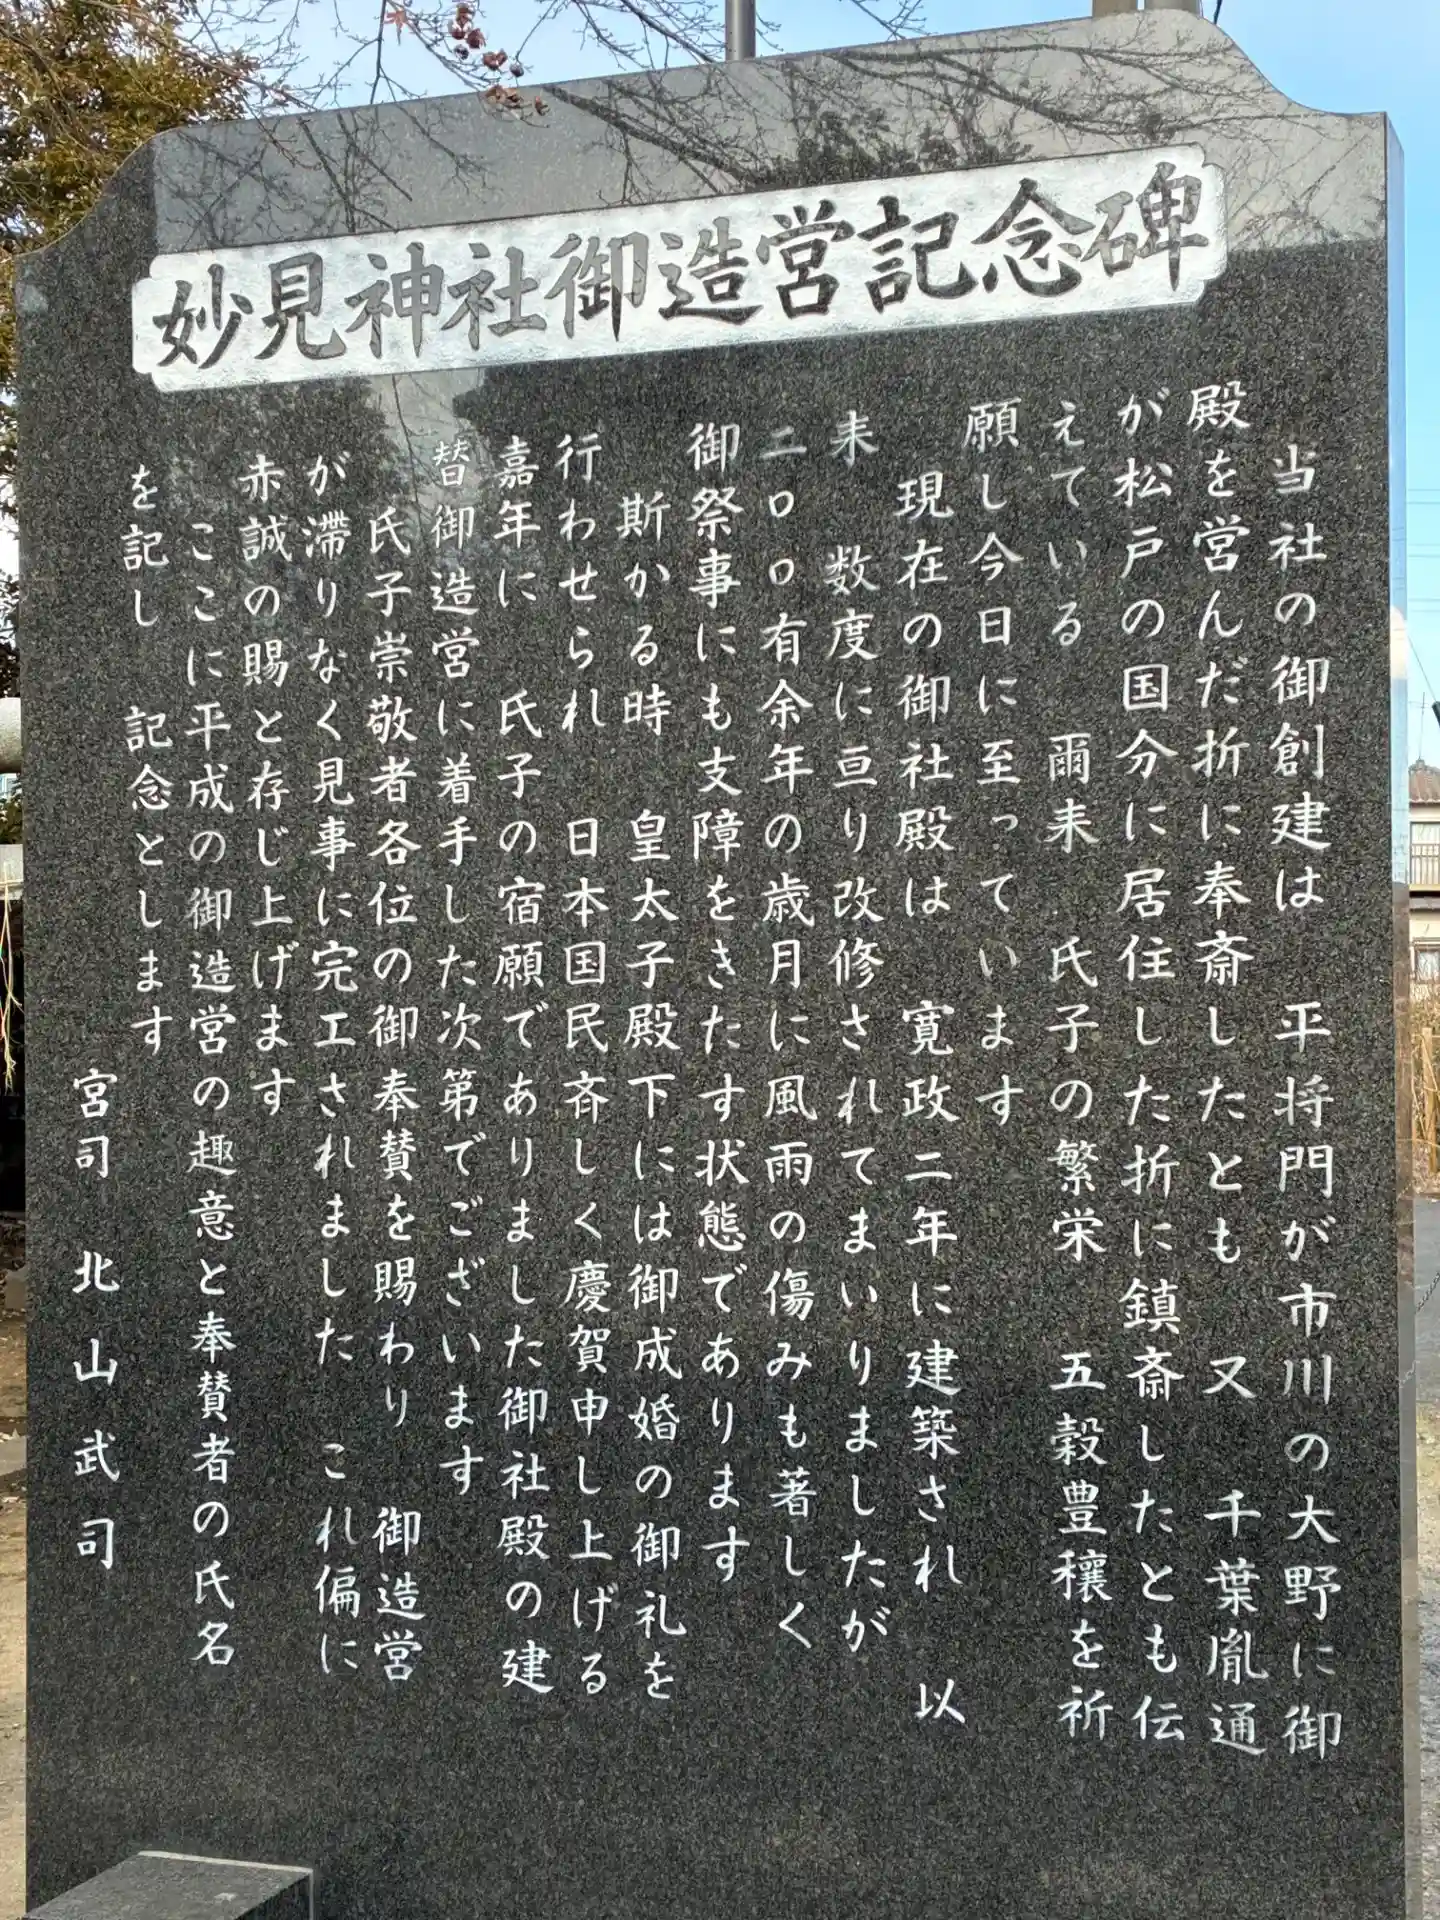 妙見神社御造営記念碑
当社の御創建は　平将門が市川の大野に御
殿を営んだ折に奉斎したとも　又　千葉胤通
が松戸の国分に居住した折に鎮斎したとも伝
えている　爾来　氏子の繁栄　五穀豊穣を祈
願し今日に至っています
現在の御社殿は　寛政二年に建築され　以
来　数度に亘り改修されてまいりましたが
二〇〇有余年の歳月に風雨の傷みも著しく
御祭事にも支障をきたす状態であります
斯かる時　皇太子殿下には御成婚の御礼を
行わせられ　日本国民斉しく慶賀申し上げる
嘉年に　氏子の宿願でありました御社殿の建
替御造営に着手した次第でございます
氏子崇敬者各位の御奉賛を賜わり　御造営
が滞りなく見事に完工されました　これ偏に
赤誠の賜と存じ上げます
ここに平成の御造営の趣意と奉賛者の氏名
を記し　記念とします
宮司　北山武司